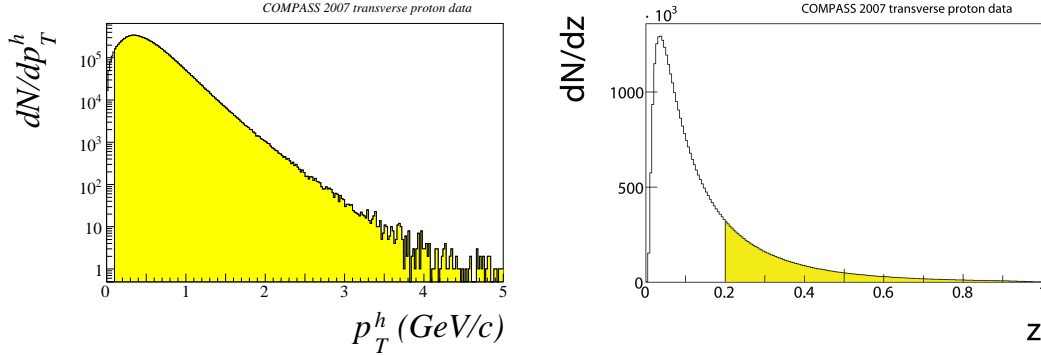 COMPASS 2007 transverse proton data
dN/dp_T^h
10^5
10^4
10^3
10^2
10
1
0 1 2 3 4 5
p_T^h (GeV/c)
COMPASS 2007 transverse proton data
· 10^3
dN/dz
1000
500
0
0 0.2 0.4 0.6 0.8
z